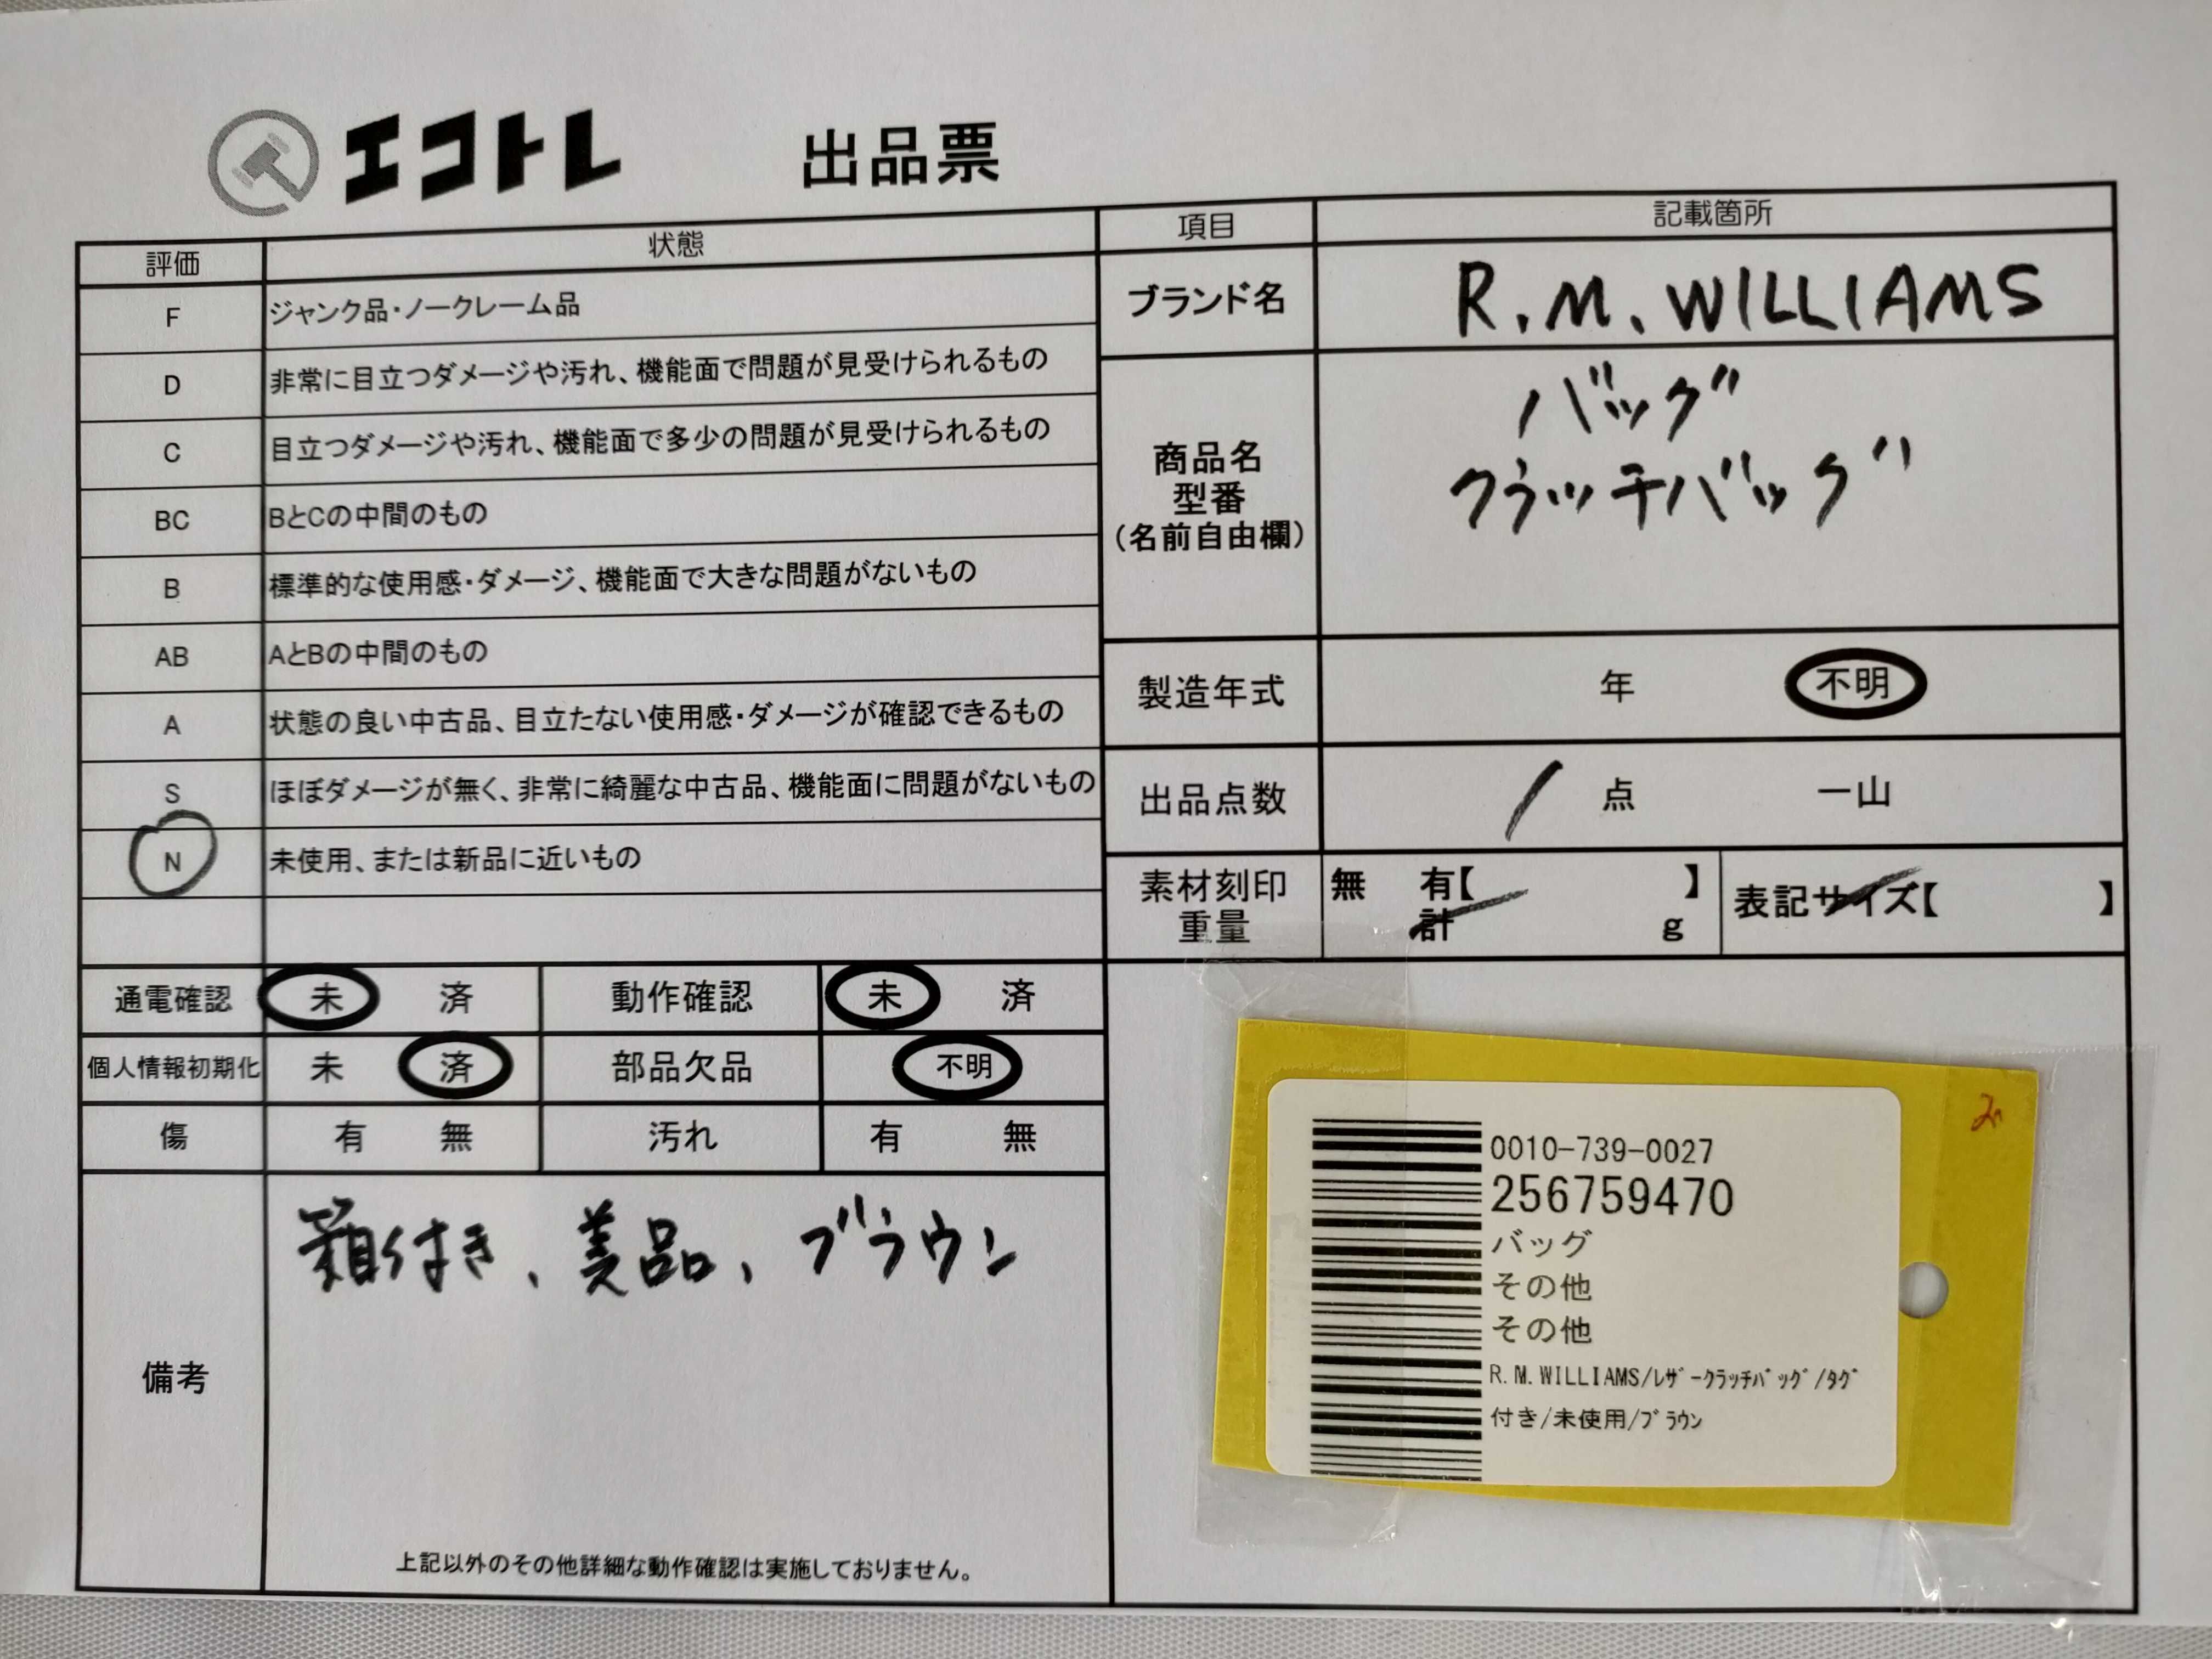 エコトレ 出品票
評価 状態
F ジャンク品・ノークレーム品
D 非常に目立つダメージや汚れ、機能面で問題が見受けられるもの
C 目立つダメージや汚れ、機能面で多少の問題が見受けられるもの
BC BとCの中間のもの
B 標準的な使用感・ダメージ、機能面で大きな問題がないもの
AB AとBの中間のもの
A 状態の良い中古品、目立たない使用感・ダメージが確認できるもの
S ほぼダメージが無く、非常に綺麗な中古品、機能面に問題がないもの
N 未使用、または新品に近いもの
通電確認 未 済 動作確認 未 済
個人情報初期化 未 済 部品欠品 不明
傷 有 無 汚れ 有 無
備考
箱付き、美品、ブラウン
上記以外のその他詳細な動作確認は実施しておりません。
項目 記載箇所
ブランド名 R.M.WILLIAMS
商品名
型番
(名前自由欄)
バッグ
クラッチバッグ
製造年式 年 不明
出品点数 1 点 一山
素材刻印 無 有【 】 表記サイズ【 】
重量 計 g
0010-739-0027
256759470
バッグ
その他
その他
R.M.WILLIAMS/ﾚｻﾞｰｸﾗｯﾁﾊﾞｯｸﾞ/ﾀｸﾞ
付き/未使用/ﾌﾞﾗｳﾝ